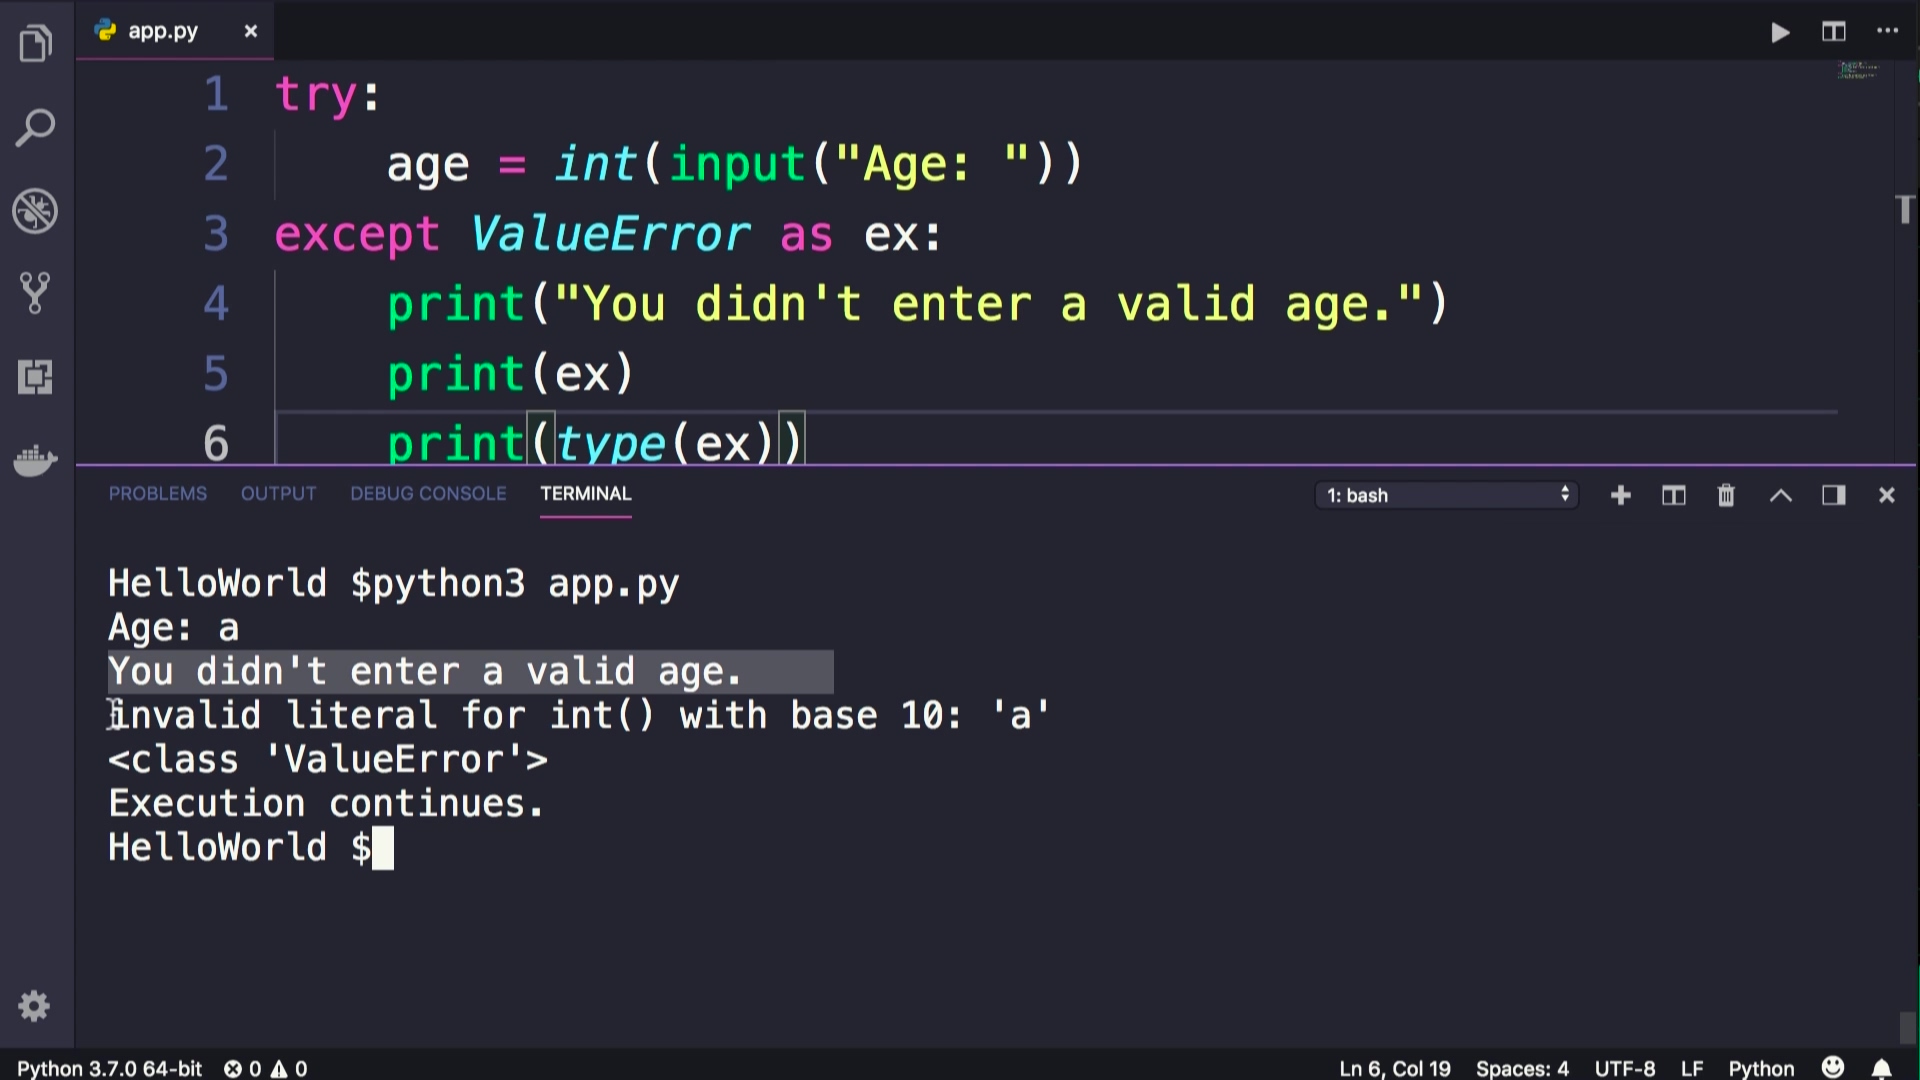 app.py
1 try:
2 age = int(input("Age: "))
3 except ValueError as ex:
4 print("You didn't enter a valid age.")
5 print(ex)
6 print(type(ex))
PROBLEMS OUTPUT DEBUG CONSOLE TERMINAL 1: bash
HelloWorld $python3 app.py
Age: a
You didn't enter a valid age.
invalid literal for int() with base 10: 'a'
<class 'ValueError'>
Execution continues.
HelloWorld $
Python 3.7.0 64-bit 0 0 Ln 6, Col 19 Spaces: 4 UTF-8 LF Python